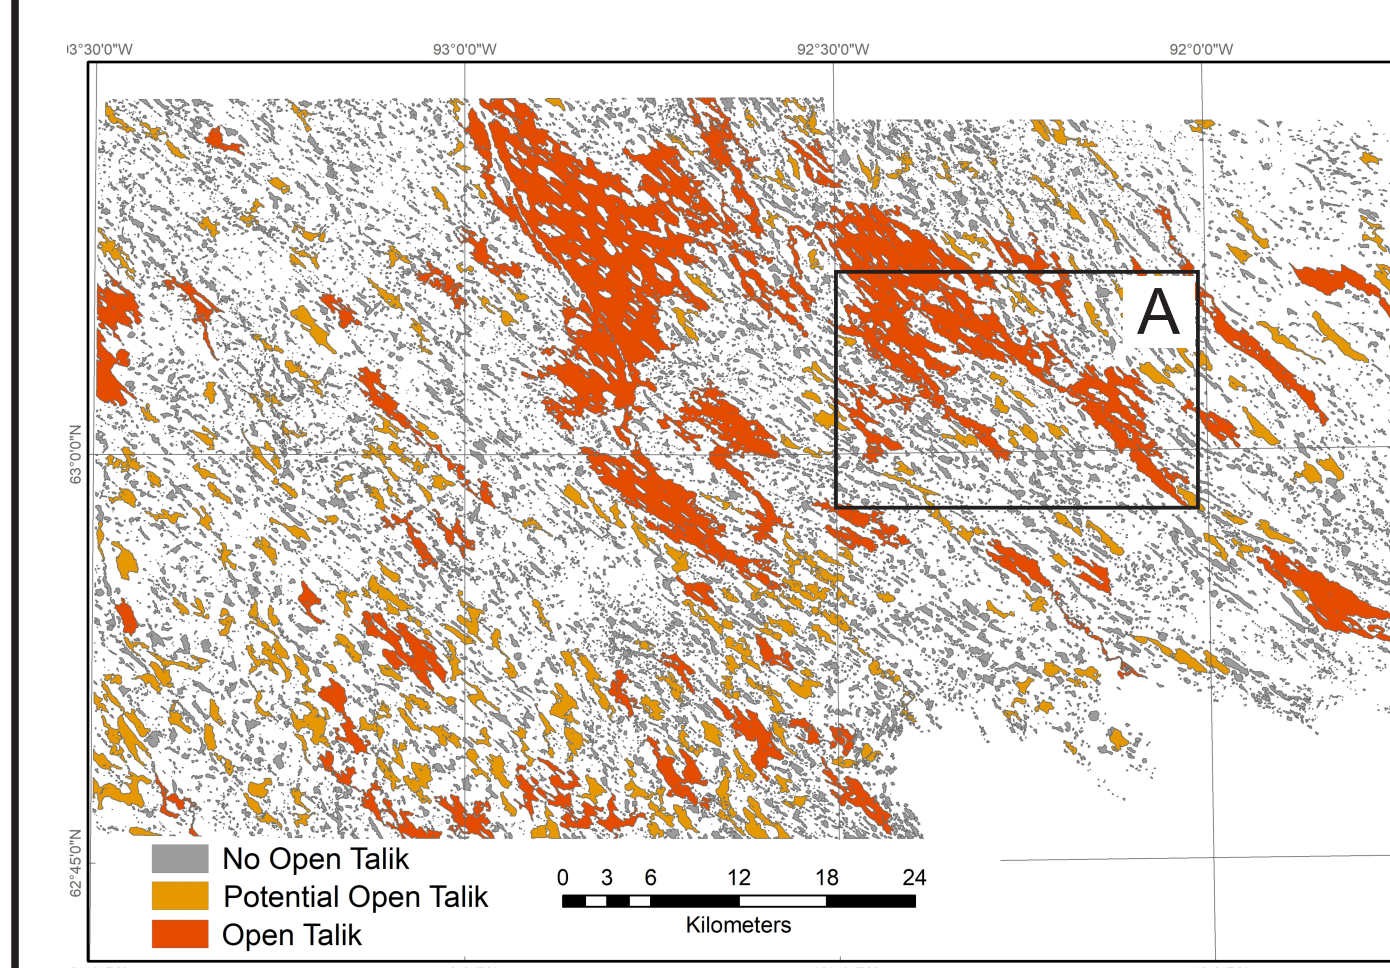 3°30'0"W 93°0'0"W 92°30'0"W 92°0'0"W
A
63°0'0"N
62°45'0"N
No Open Talik
Potential Open Talik
Open Talik
0 3 6 12 18 24
Kilometers